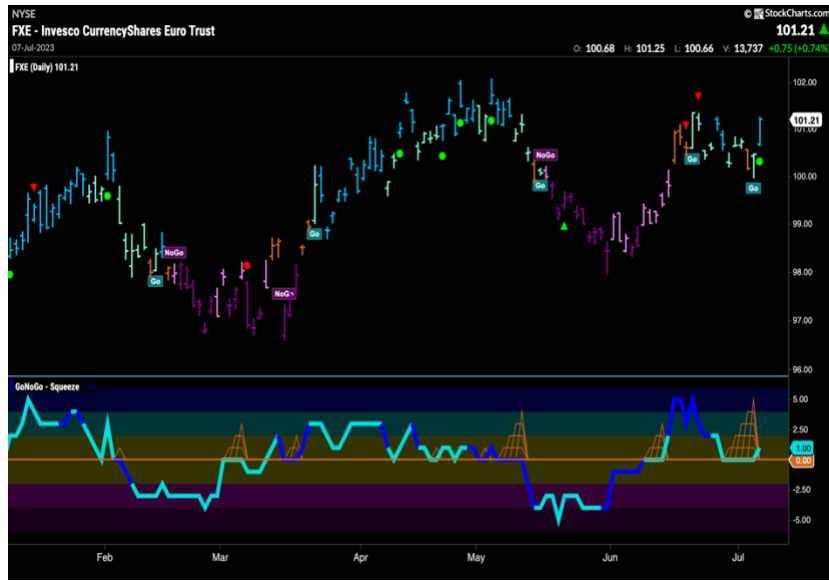 NYSE
© StockCharts.com
FXE - Invesco CurrencyShares Euro Trust
101.21
07-Jul-2023
O: 100.68 H: 101.25 L: 100.66 V: 13,737 +0.75 (+0.74%)
FXE (Daily) 101.21
102.00
101.21
101.00
100.00
99.00
98.00
97.00
96.00
NoGo
Go
Go
NoGo
Go
NoGo
Go
Go
Go
GoNoGo - Squeeze
5.00
2.50
1.00
0.00
-2.50
-5.00
Feb Mar Apr May Jun Jul